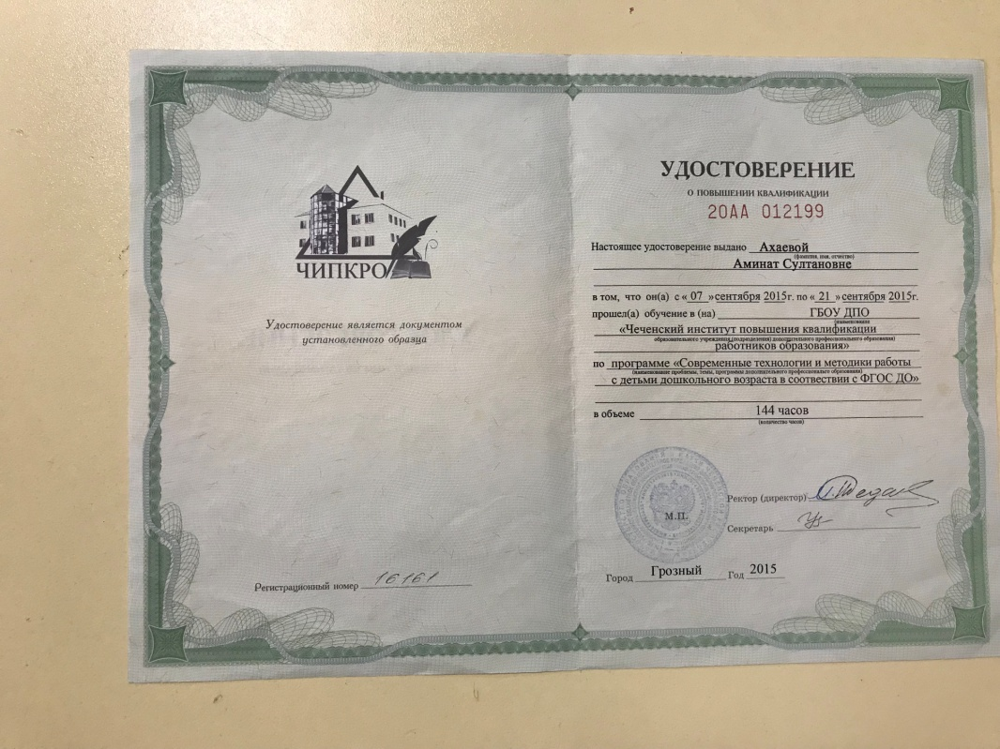 ЧИПКРО
Удостоверение является документом
установленного образца
Регистрационный номер 16161
УДОСТОВЕРЕНИЕ
О ПОВЫШЕНИИ КВАЛИФИКАЦИИ
20АА 012199
Настоящее удостоверение выдано Ахаевой
(фамилия, имя, отчество)
Аминат Султановне
в том, что он(а) с « 07 » сентября 2015г. по « 21 » сентября 2015г.
прошел(а) обучение в (на) ГБОУ ДПО
(наименование
«Чеченский институт повышения квалификации
образовательного учреждения (подразделения) дополнительного профессионального образования)
работников образования»
по программе «Современные технологии и методики работы
(наименование проблемы, темы, программы дополнительного профессионального образования)
с детьми дошкольного возраста в соотвествии с ФГОС ДО»
в объеме 144 часов
(количество часов)
М.П.
Ректор (директор)
Секретарь
Город Грозный Год 2015